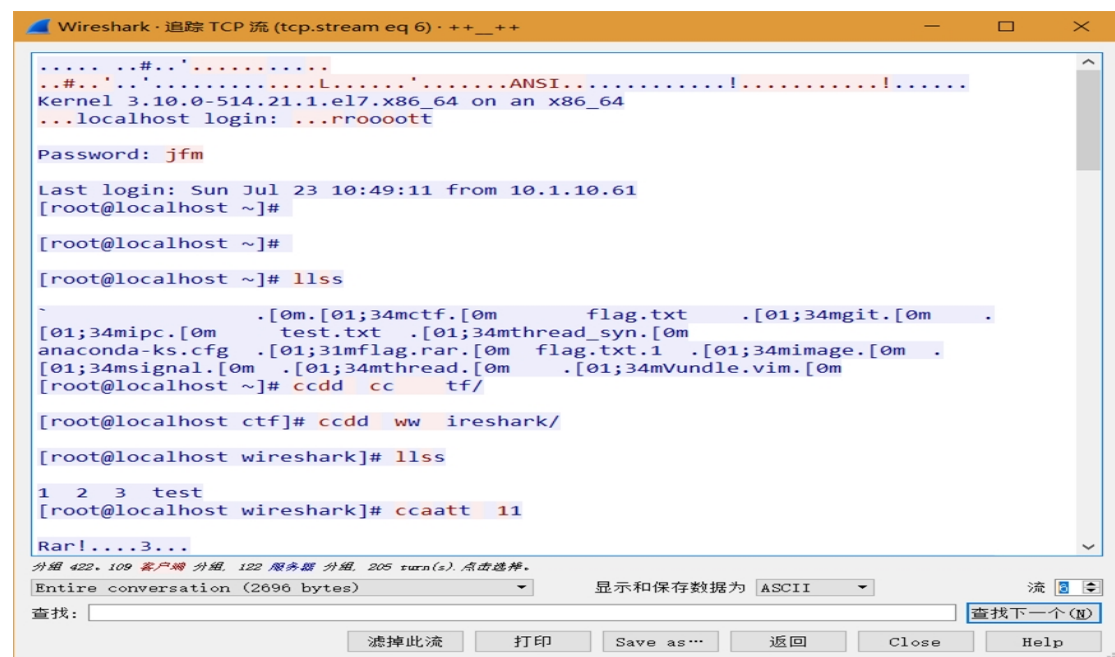 Wireshark · 追踪 TCP 流 (tcp.stream eq 6) · ++__++
..... ..#..'...........
..#..'..'.............L......'.......ANSI.............!...........!......
Kernel 3.10.0-514.21.1.el7.x86_64 on an x86_64
...localhost login: ...rroooott
Password: jfm
Last login: Sun Jul 23 10:49:11 from 10.1.10.61
[root@localhost ~]#
[root@localhost ~]#
[root@localhost ~]# llss
` .[0m.[01;34mctf.[0m flag.txt .[01;34mgit.[0m .
[01;34mipc.[0m test.txt .[01;34mthread_syn.[0m
anaconda-ks.cfg .[01;31mflag.rar.[0m flag.txt.1 .[01;34mimage.[0m .
[01;34msignal.[0m .[01;34mthread.[0m .[01;34mVundle.vim.[0m
[root@localhost ~]# ccdd cc tf/
[root@localhost ctf]# ccdd ww ireshark/
[root@localhost wireshark]# llss
1 2 3 test
[root@localhost wireshark]# ccaatt 11
Rar!....3...
分组 422。109 客户端 分组, 122 服务器 分组, 205 turn(s). 点击选择。
Entire conversation (2696 bytes) 显示和保存数据为 ASCII 流 6
查找: 查找下一个(N)
滤掉此流 打印 Save as… 返回 Close Help